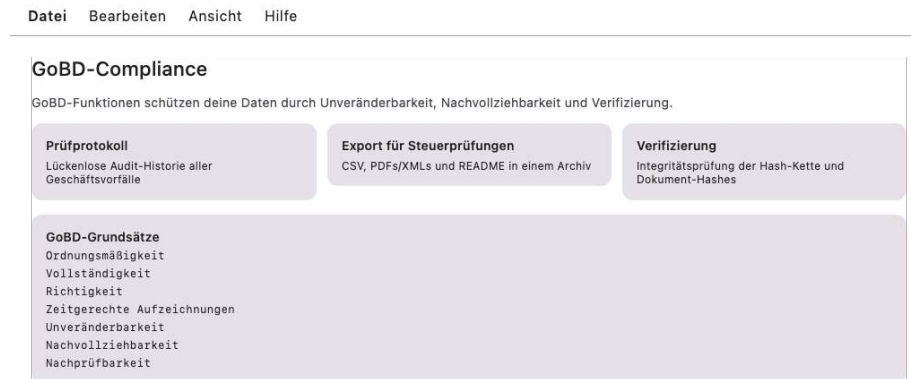 Datei Bearbeiten Ansicht Hilfe
GoBD-Compliance
GoBD-Funktionen schützen deine Daten durch Unveränderbarkeit, Nachvollziehbarkeit und Verifizierung.
Prüfprotokoll
Lückenlose Audit-Historie aller
Geschäftsvorfälle
Export für Steuerprüfungen
CSV, PDFs/XMLs und README in einem Archiv
Verifizierung
Integritätsprüfung der Hash-Kette und
Dokument-Hashes
GoBD-Grundsätze
Ordnungsmäßigkeit
Vollständigkeit
Richtigkeit
Zeitgerechte Aufzeichnungen
Unveränderbarkeit
Nachvollziehbarkeit
Nachprüfbarkeit